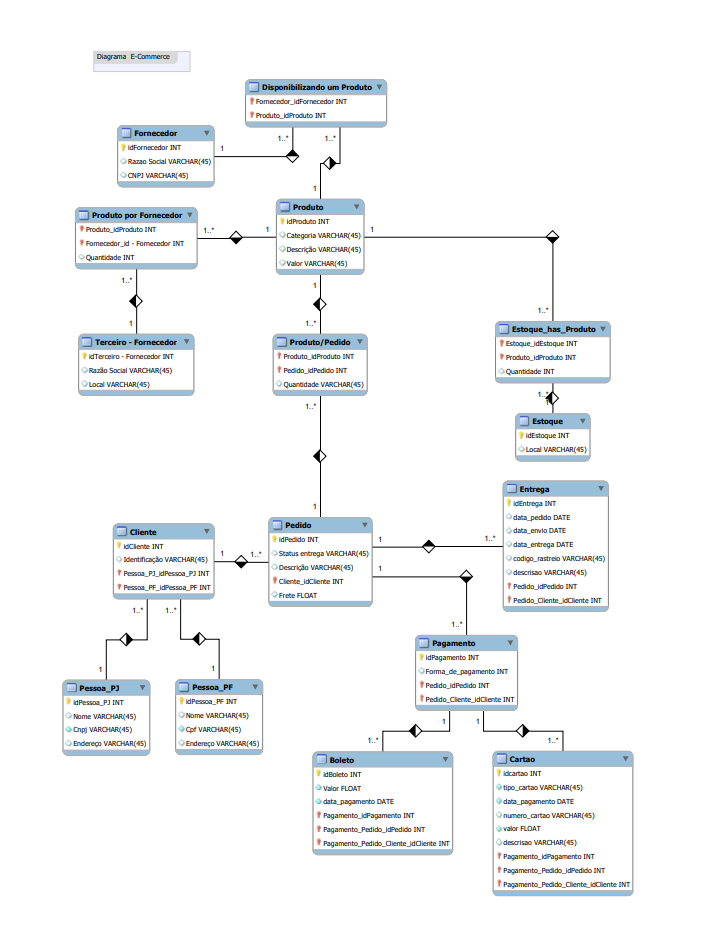 Diagrama E-Commerce
Disponibilizando um Produto
Fornecedor_idFornecedor INT
Produto_idProduto INT
Fornecedor
idFornecedor INT
Razao Social VARCHAR(45)
CNPJ VARCHAR(45)
1
1..*
1..*
1
Produto
idProduto INT
Categoria VARCHAR(45)
Descrição VARCHAR(45)
Valor VARCHAR(45)
Produto por Fornecedor
Produto_idProduto INT
Fornecedor_id - Fornecedor INT
Quantidade INT
1..*
1
1
1..*
1..*
1
1
1..*
Terceiro - Fornecedor
idTerceiro - Fornecedor INT
Razão Social VARCHAR(45)
Local VARCHAR(45)
Produto/Pedido
Produto_idProduto INT
Pedido_idPedido INT
Quantidade VARCHAR(45)
Estoque_has_Produto
Estoque_idEstoque INT
Produto_idProduto INT
Quantidade INT
1..*
1
Estoque
idEstoque INT
Local VARCHAR(45)
1..*
1
Entrega
idEntrega INT
data_pedido DATE
data_envio DATE
data_entrega DATE
codigo_rastreio VARCHAR(45)
descrisao VARCHAR(45)
Pedido_idPedido INT
Pedido_Cliente_idCliente INT
Cliente
idCliente INT
Identificação VARCHAR(45)
Pessoa_PJ_idPessoa_PJ INT
Pessoa_PF_idPessoa_PF INT
Pedido
idPedido INT
Status entrega VARCHAR(45)
Descrição VARCHAR(45)
Cliente_idCliente INT
Frete FLOAT
1
1..*
1
1..*
1
1..*
1..*
1..*
1
1
Pagamento
idPagamento INT
Forma_de_pagamento INT
Pedido_idPedido INT
Pedido_Cliente_idCliente INT
Pessoa_PJ
idPessoa_PJ INT
Nome VARCHAR(45)
Cnpj VARCHAR(45)
Endereço VARCHAR(45)
Pessoa_PF
idPessoa_PF INT
Nome VARCHAR(45)
Cpf VARCHAR(45)
Endereço VARCHAR(45)
1
1
1..*
1..*
Boleto
idBoleto INT
Valor FLOAT
data_pagamento DATE
Pagamento_idPagamento INT
Pagamento_Pedido_idPedido INT
Pagamento_Pedido_Cliente_idCliente INT
Cartao
idcartao INT
tipo_cartao VARCHAR(45)
data_pagamento DATE
numero_cartao VARCHAR(45)
valor FLOAT
descrisao VARCHAR(45)
Pagamento_idPagamento INT
Pagamento_Pedido_idPedido INT
Pagamento_Pedido_Cliente_idCliente INT